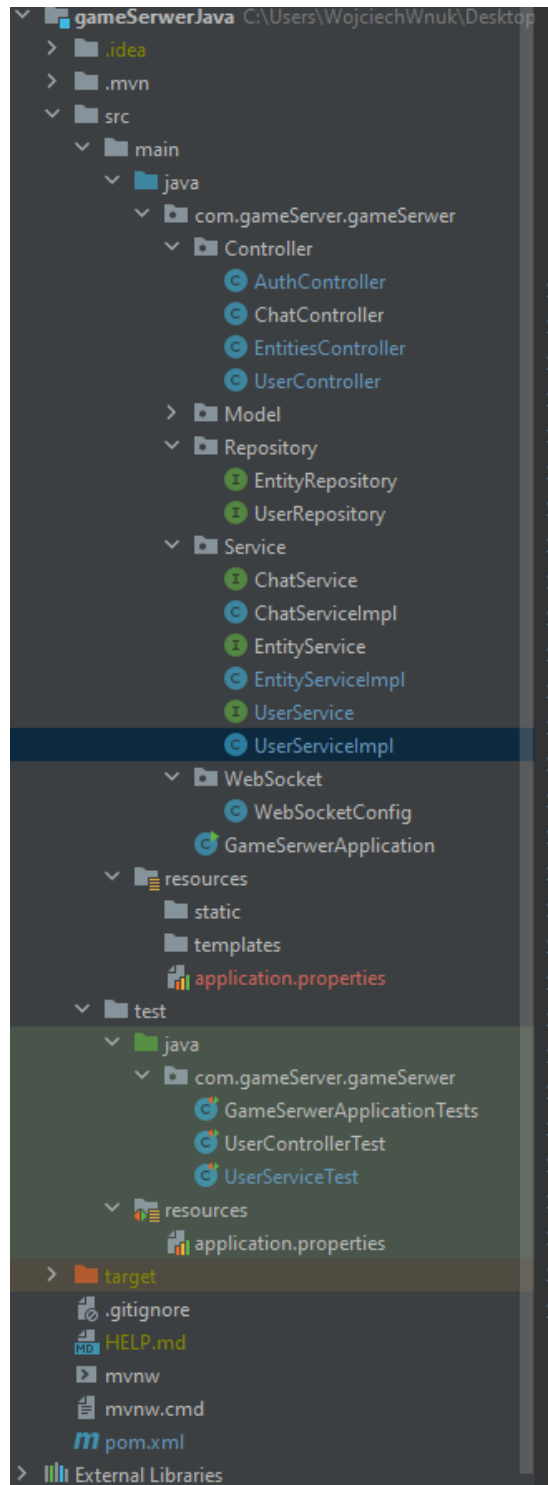 gameSerwerJava C:\Users\WojciechWnuk\Desktop
.idea
.mvn
src
main
java
com.gameServer.gameSerwer
Controller
C AuthController
C ChatController
C EntitiesController
C UserController
Model
Repository
I EntityRepository
I UserRepository
Service
I ChatService
C ChatServiceImpl
I EntityService
C EntityServiceImpl
I UserService
C UserServiceImpl
WebSocket
C WebSocketConfig
C GameSerwerApplication
resources
static
templates
application.properties
test
java
com.gameServer.gameSerwer
C GameSerwerApplicationTests
C UserControllerTest
C UserServiceTest
resources
application.properties
target
.gitignore
MD HELP.md
mvnw
mvnw.cmd
m pom.xml
External Libraries